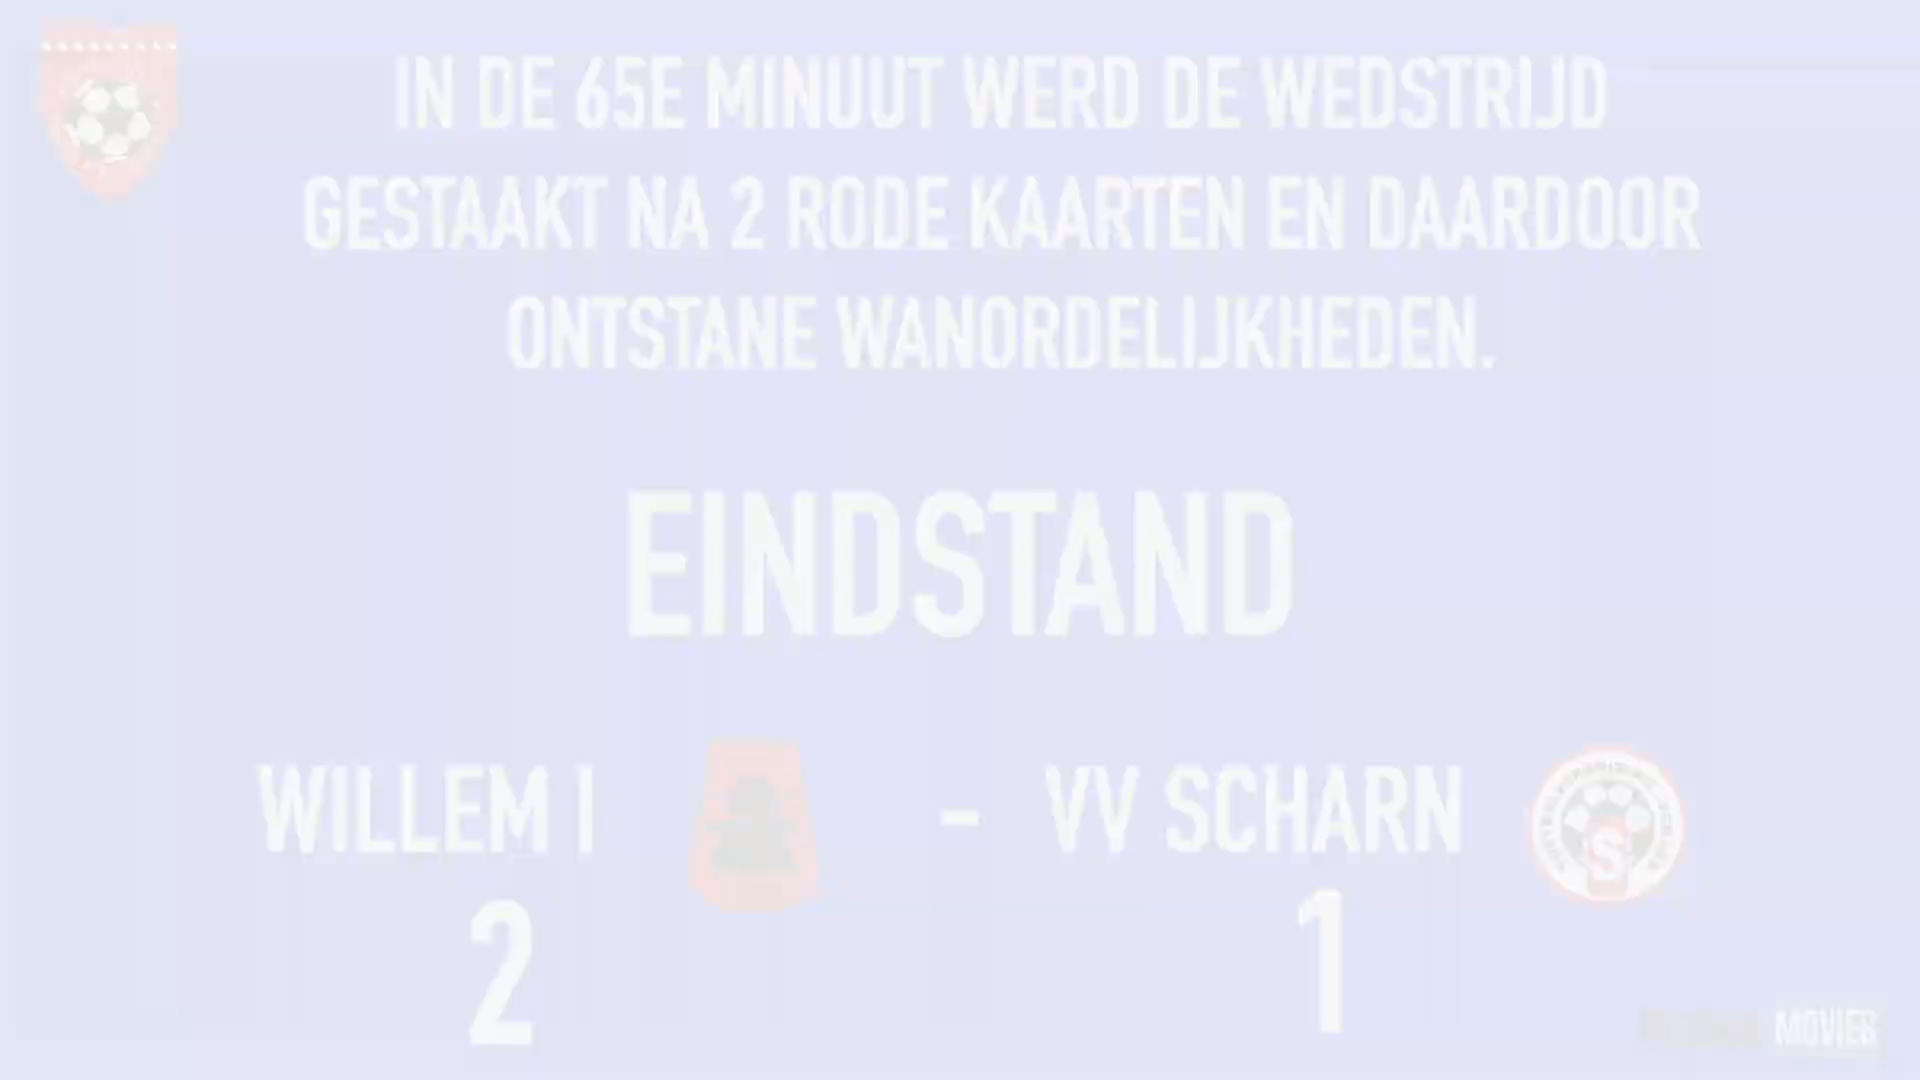 IN DE 65E MINUUT WERD DE WEDSTRIJD
GESTAAKT NA 2 RODE KAARTEN EN DAARDOOR
ONTSTANE WANORDELIJKHEDEN.
EINDSTAND
WILLEM I - VV SCHARN
2 1
S
MOVIES